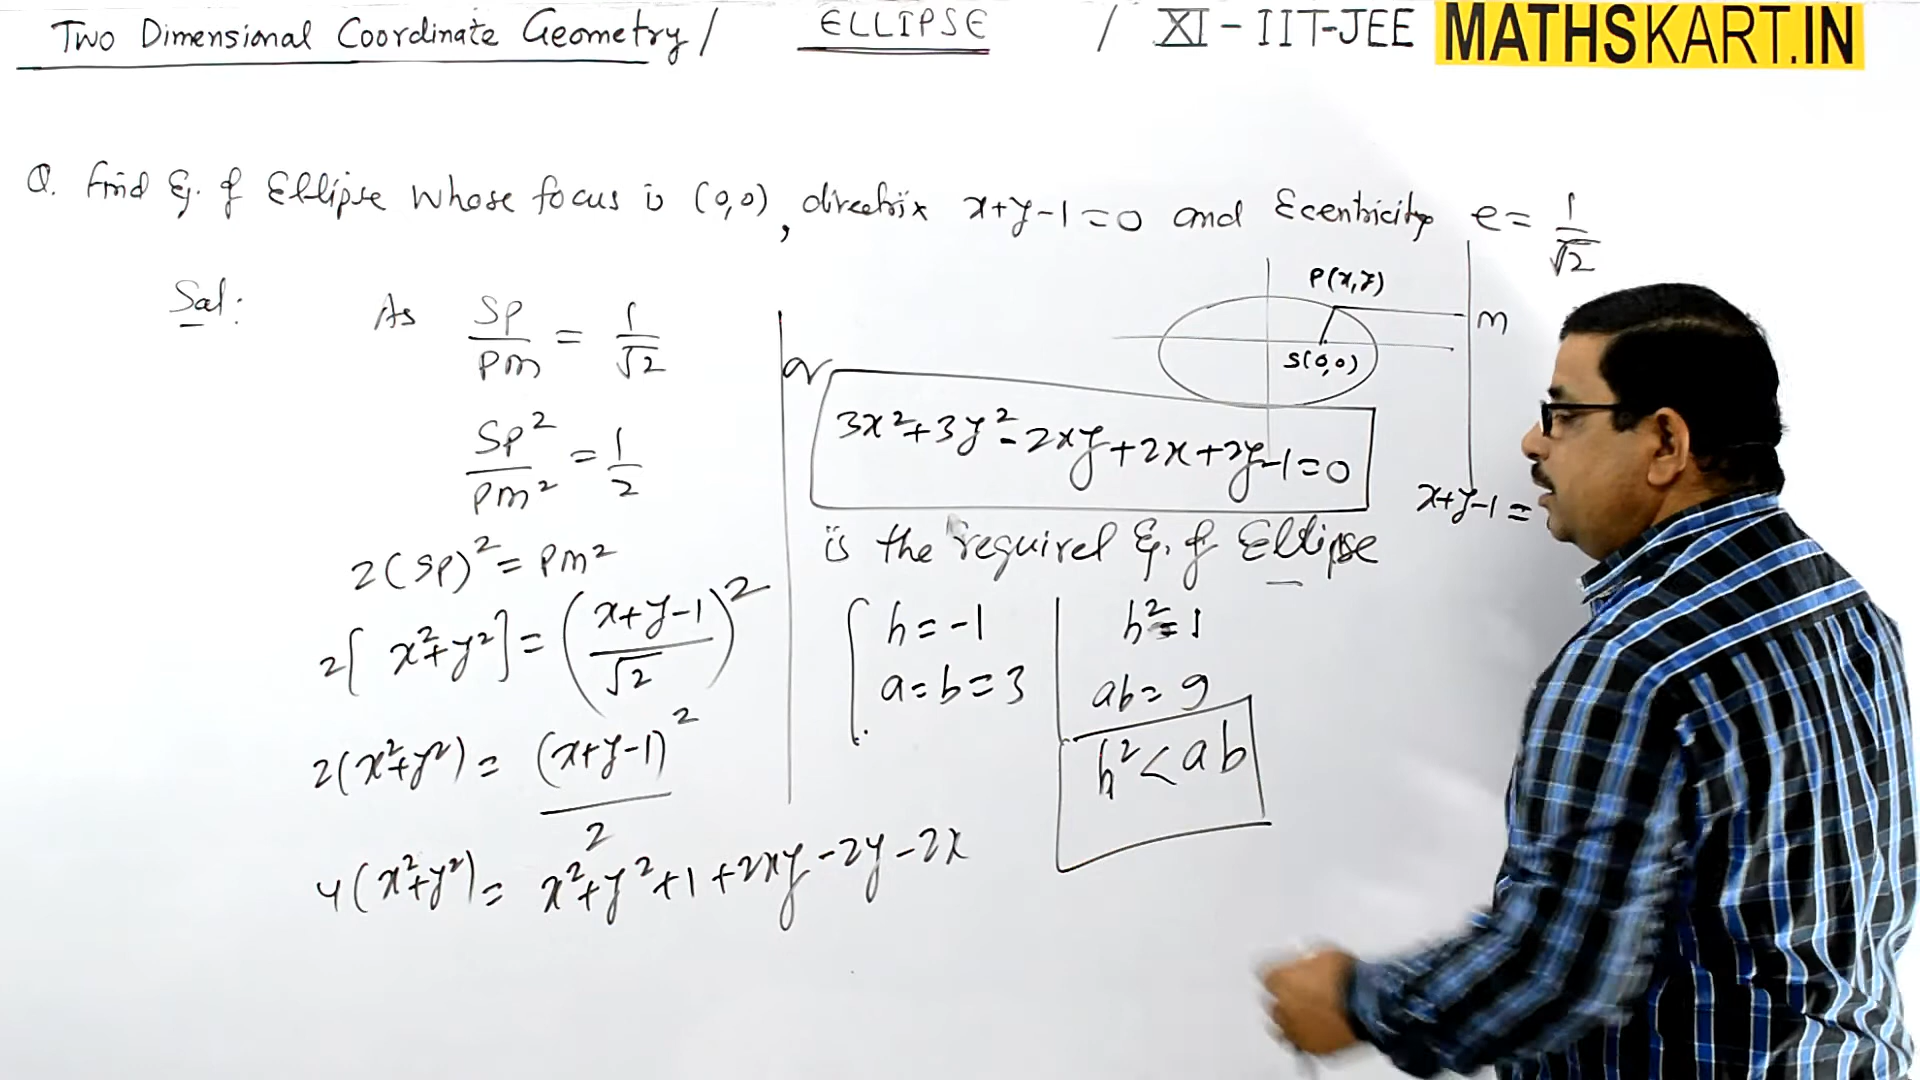 Two Dimensional Coordinate Geometry / ELLIPSE / XI - IIT-JEE MATHSKART.IN
Q. Find Eq. of Ellipse whose focus is (0,0), directrix x+y-1=0 and Ecentricity e= 1/√2
Sol: As SP/PM = 1/√2
SP²/PM² = 1/2
2(SP)² = PM²
2[x²+y²] = ((x+y-1)/√2)²
2(x²+y²) = (x+y-1)²/2
4(x²+y²) = x²+y²+1+2xy-2y-2x
P(x,y)
M
S(0,0)
x+y-1=
or 3x²+3y²-2xy+2x+2y-1=0
is the required Eq. of Ellipse
h=-1
a=b=3
h²=1
ab=9
h²<ab